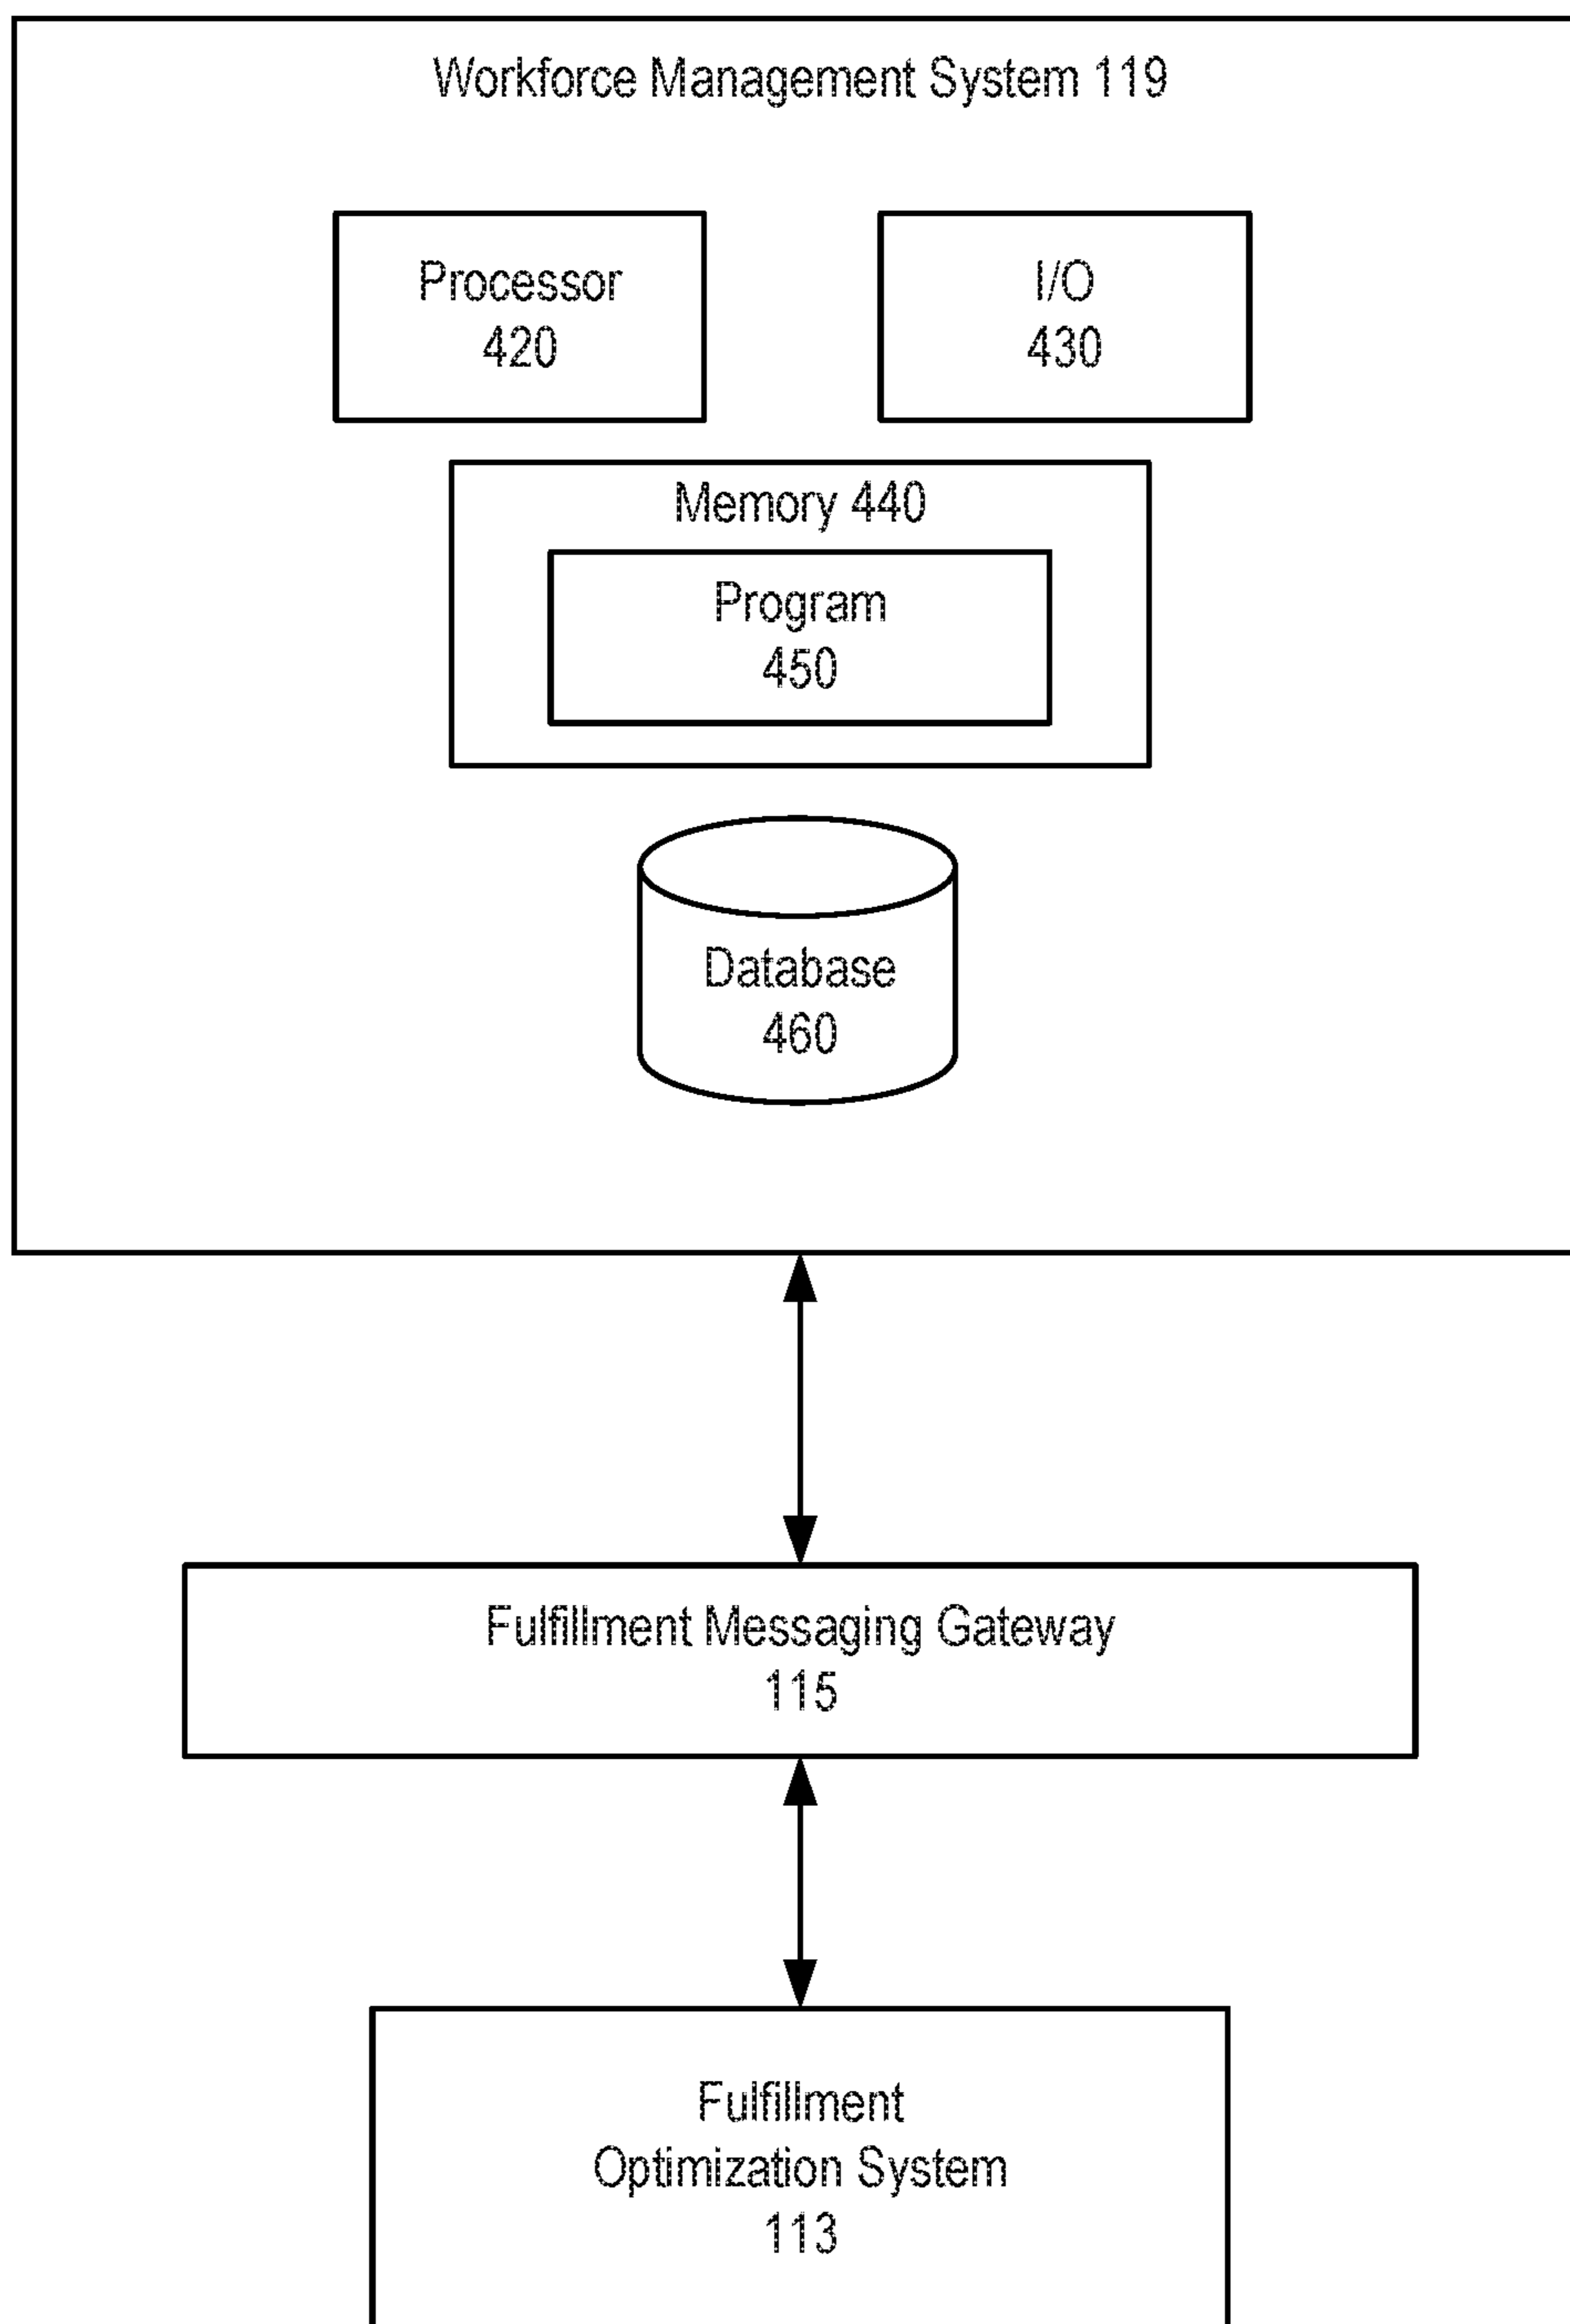 Workforce Management System 119
Processor
420
I/O
430
Memory 440
Program
450
Database
460
Fulfillment Messaging Gateway
115
Fulfillment
Optimization System
113